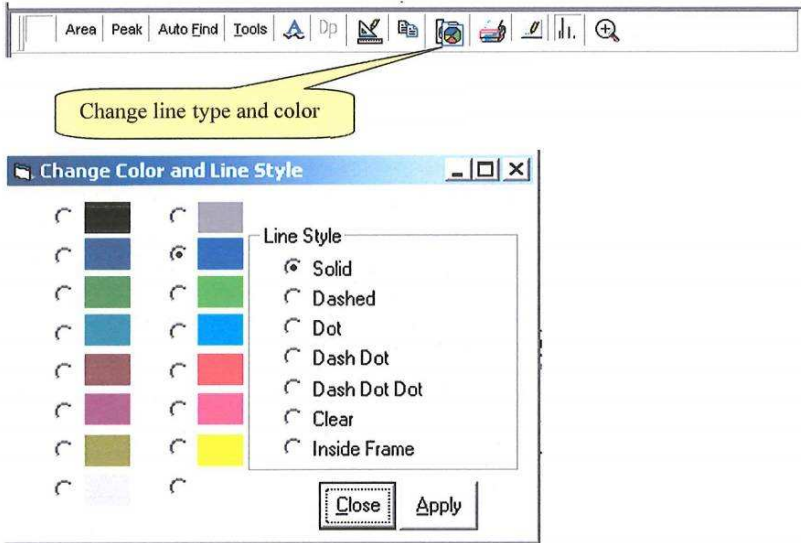 Area Peak Auto Find Tools A Dp
Change line type and color
Change Color and Line Style
Line Style
Solid
Dashed
Dot
Dash Dot
Dash Dot Dot
Clear
Inside Frame
Close Apply